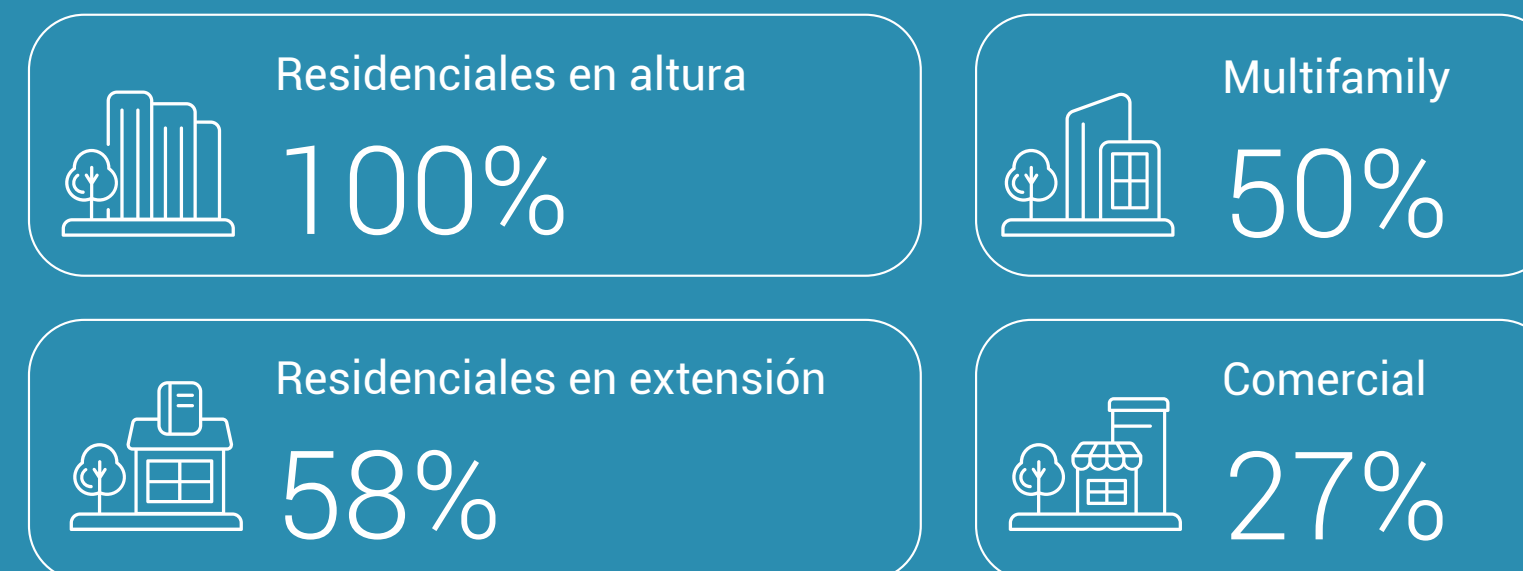 Residenciales en altura
100%
Multifamily
50%
Residenciales en extensión
58%
Comercial
27%